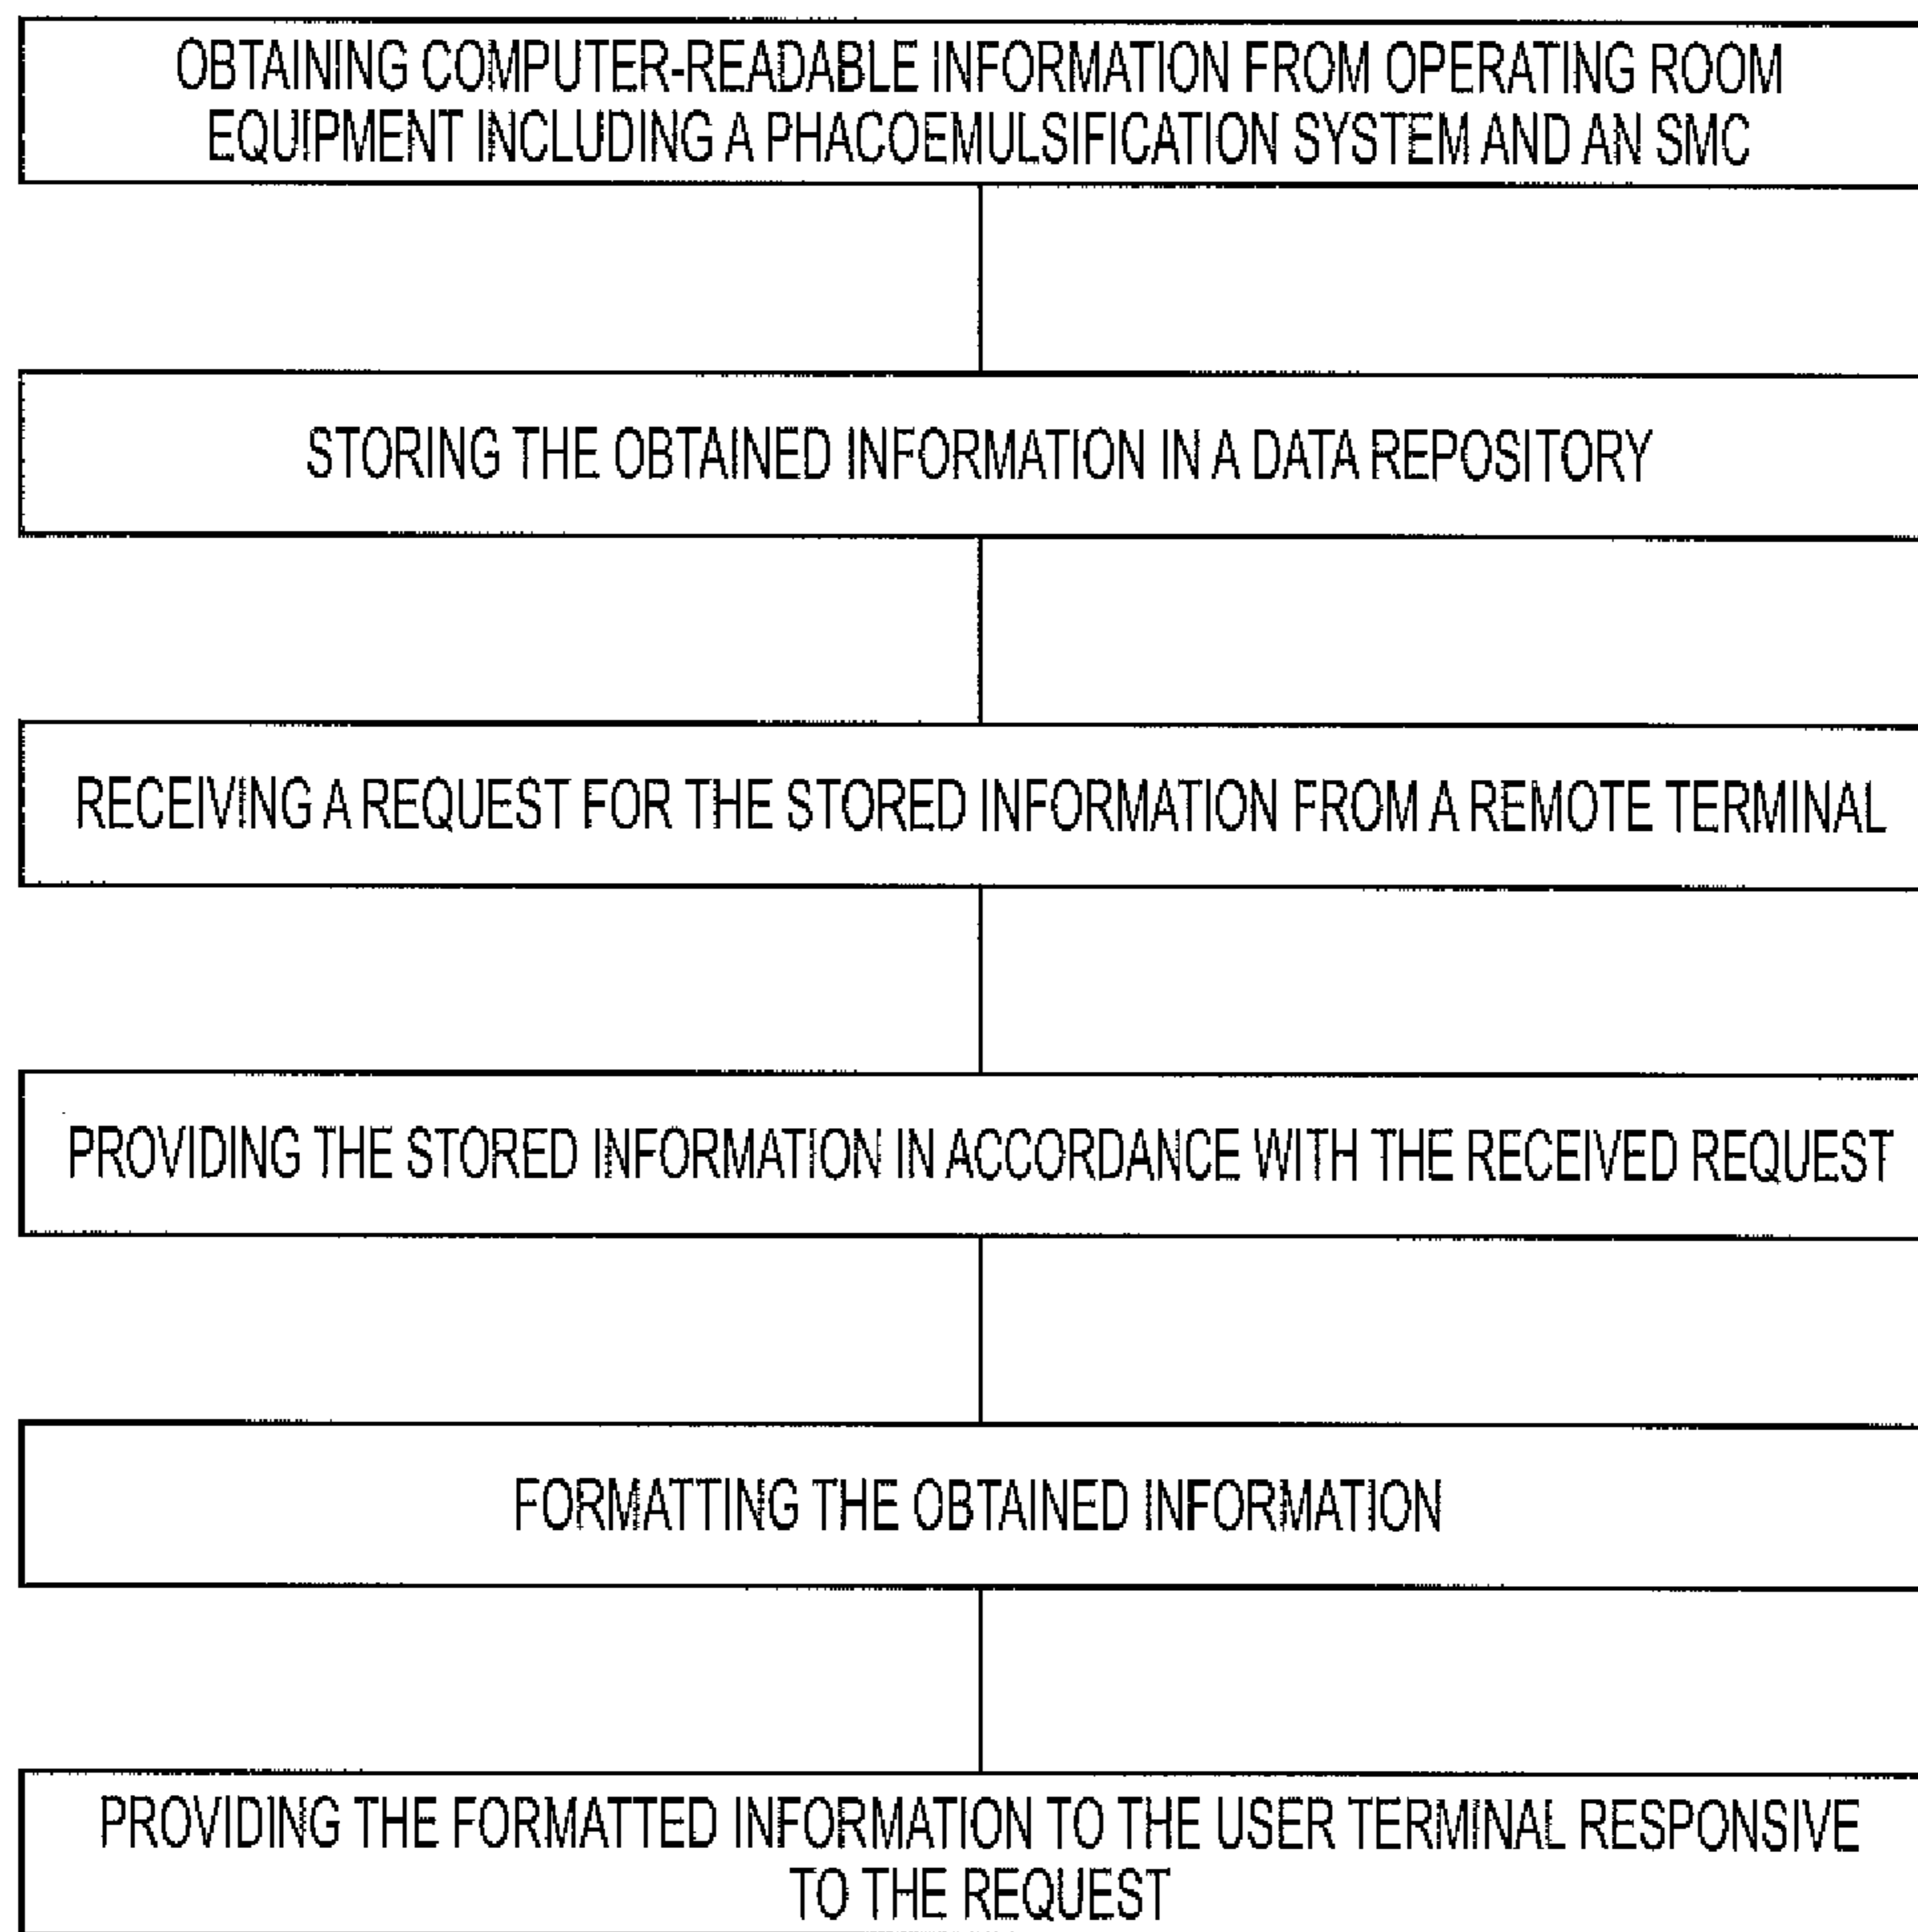 OBTAINING COMPUTER-READABLE INFORMATION FROM OPERATING ROOM
EQUIPMENT INCLUDING A PHACOEMULSIFICATION SYSTEM AND AN SMC
STORING THE OBTAINED INFORMATION IN A DATA REPOSITORY
RECEIVING A REQUEST FOR THE STORED INFORMATION FROM A REMOTE TERMINAL
PROVIDING THE STORED INFORMATION IN ACCORDANCE WITH THE RECEIVED REQUEST
FORMATTING THE OBTAINED INFORMATION
PROVIDING THE FORMATTED INFORMATION TO THE USER TERMINAL RESPONSIVE
TO THE REQUEST